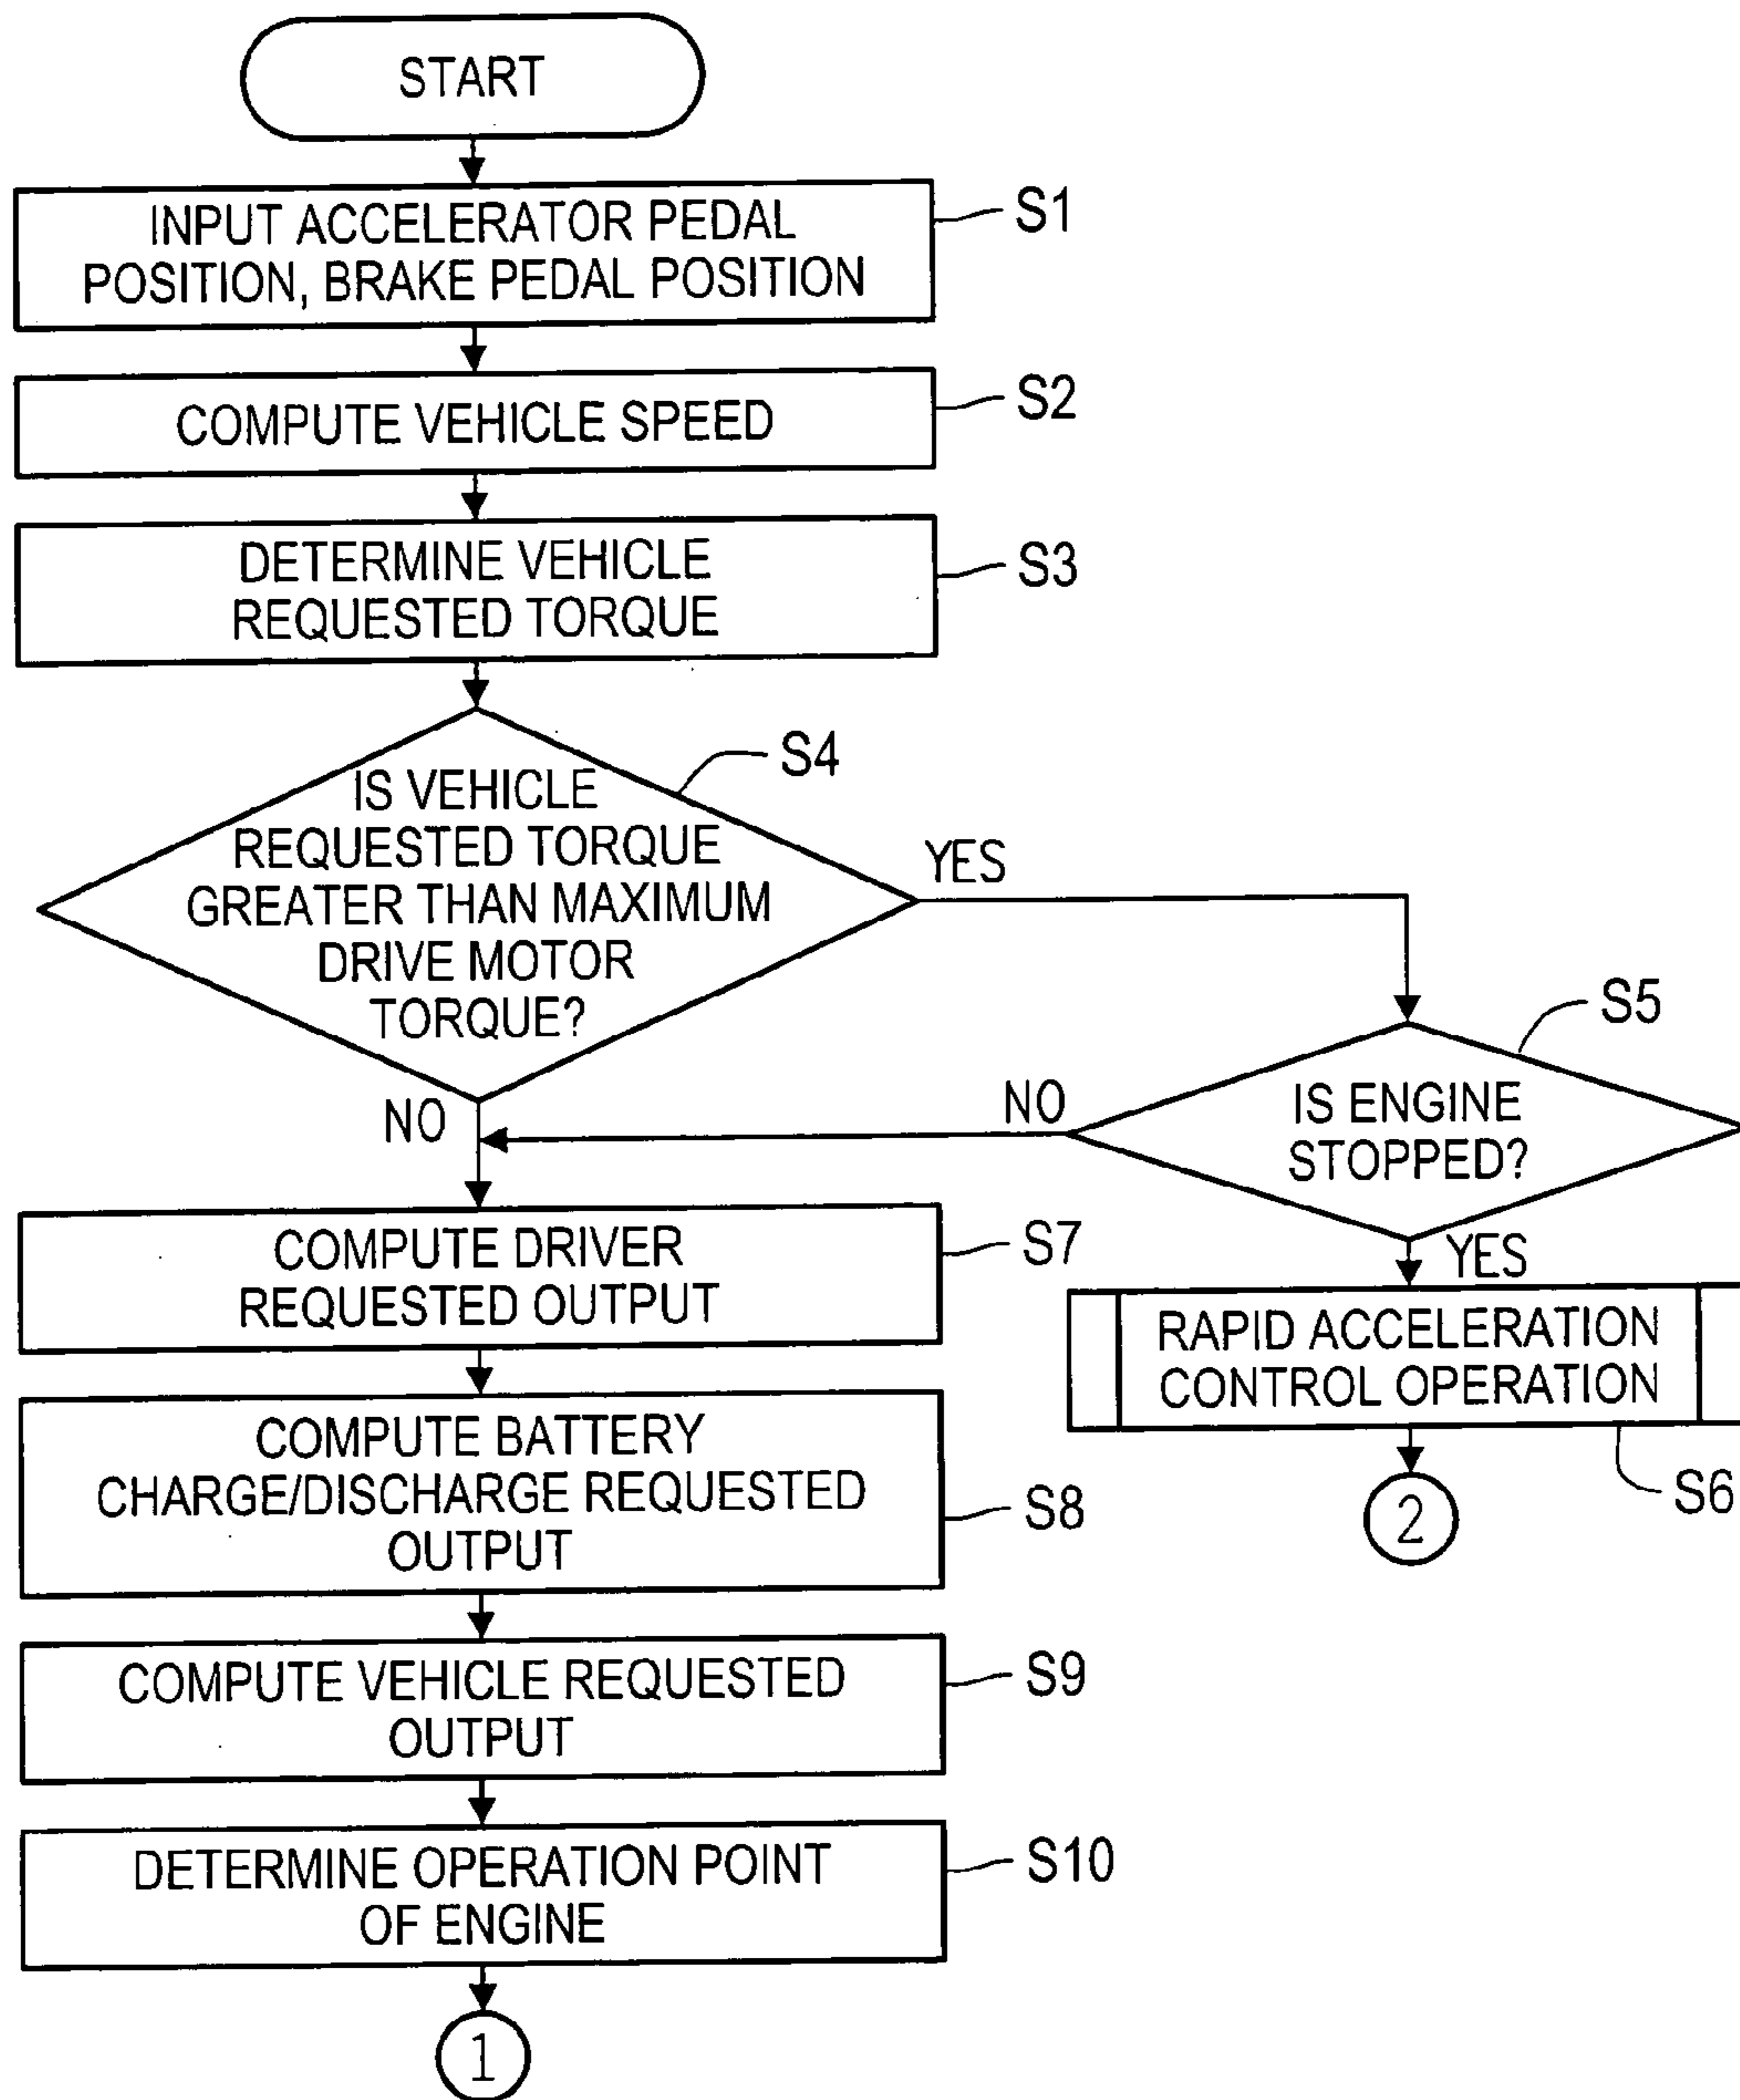 START
INPUT ACCELERATOR PEDAL
POSITION, BRAKE PEDAL POSITION
S1
COMPUTE VEHICLE SPEED
S2
DETERMINE VEHICLE
REQUESTED TORQUE
S3
IS VEHICLE
REQUESTED TORQUE
GREATER THAN MAXIMUM
DRIVE MOTOR
TORQUE?
S4
YES
NO
IS ENGINE
STOPPED?
S5
NO
YES
RAPID ACCELERATION
CONTROL OPERATION
S6
2
COMPUTE DRIVER
REQUESTED OUTPUT
S7
COMPUTE BATTERY
CHARGE/DISCHARGE REQUESTED
OUTPUT
S8
COMPUTE VEHICLE REQUESTED
OUTPUT
S9
DETERMINE OPERATION POINT
OF ENGINE
S10
1